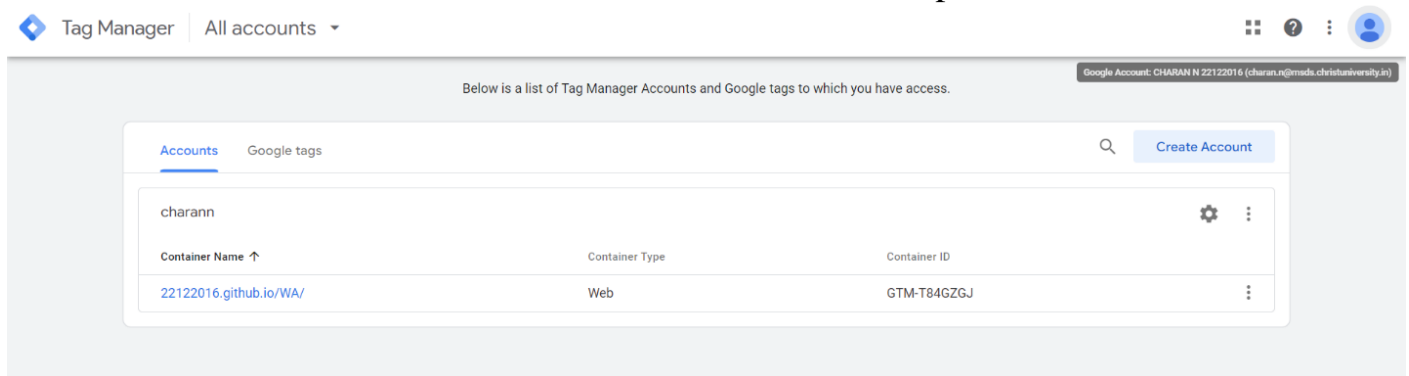 Tag Manager All accounts
Google Account: CHARAN N 22122016 (charan.n@msds.christuniversity.in)
Below is a list of Tag Manager Accounts and Google tags to which you have access.
Accounts Google tags Create Account
charann
Container Name Container Type Container ID
22122016.github.io/WA/ Web GTM-T84GZGJ